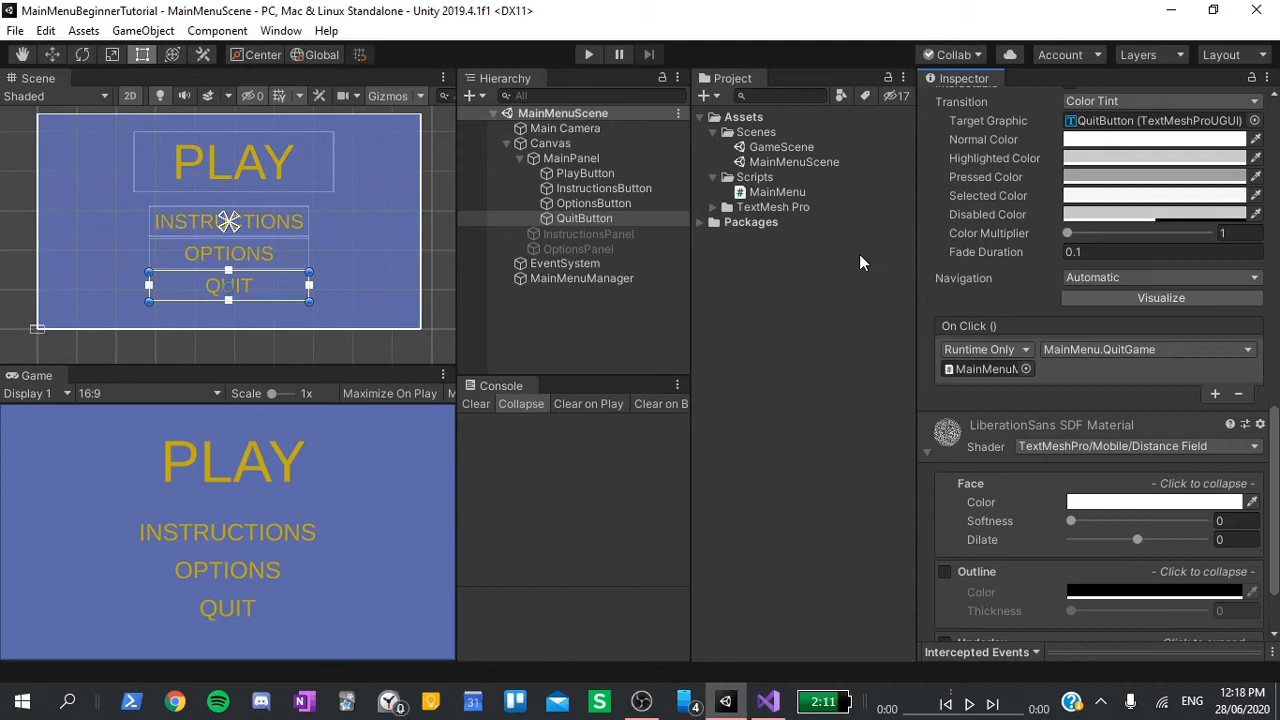 MainMenuBeginnerTutorial - MainMenuScene - PC, Mac & Linux Standalone - Unity 2019.4.1f1 <DX11>
File Edit Assets GameObject Component Window Help
Center Global Collab Account Layers Layout
Scene
Shaded 2D 0 Gizmos
PLAY
INSTRUCTIONS
OPTIONS
QUIT
Game
Display 1 16:9 Scale 1x Maximize On Play M
PLAY
INSTRUCTIONS
OPTIONS
QUIT
Hierarchy
All
MainMenuScene
Main Camera
Canvas
MainPanel
PlayButton
InstructionsButton
OptionsButton
QuitButton
InstructionsPanel
OptionsPanel
EventSystem
MainMenuManager
Console
Clear Collapse Clear on Play Clear on B
Project
17
Assets
Scenes
GameScene
MainMenuScene
Scripts
MainMenu
TextMesh Pro
Packages
Inspector
Transition Color Tint
Target Graphic QuitButton (TextMeshProUGUI)
Normal Color
Highlighted Color
Pressed Color
Selected Color
Disabled Color
Color Multiplier 1
Fade Duration 0.1
Navigation Automatic
Visualize
On Click ()
Runtime Only MainMenu.QuitGame
MainMenuM
LiberationSans SDF Material
Shader TextMeshPro/Mobile/Distance Field
Face - Click to collapse -
Color
Softness 0
Dilate 0
Outline - Click to collapse -
Color
Thickness 0
Intercepted Events
2:11 0:00 0:00 ENG 12:18 PM
28/06/2020